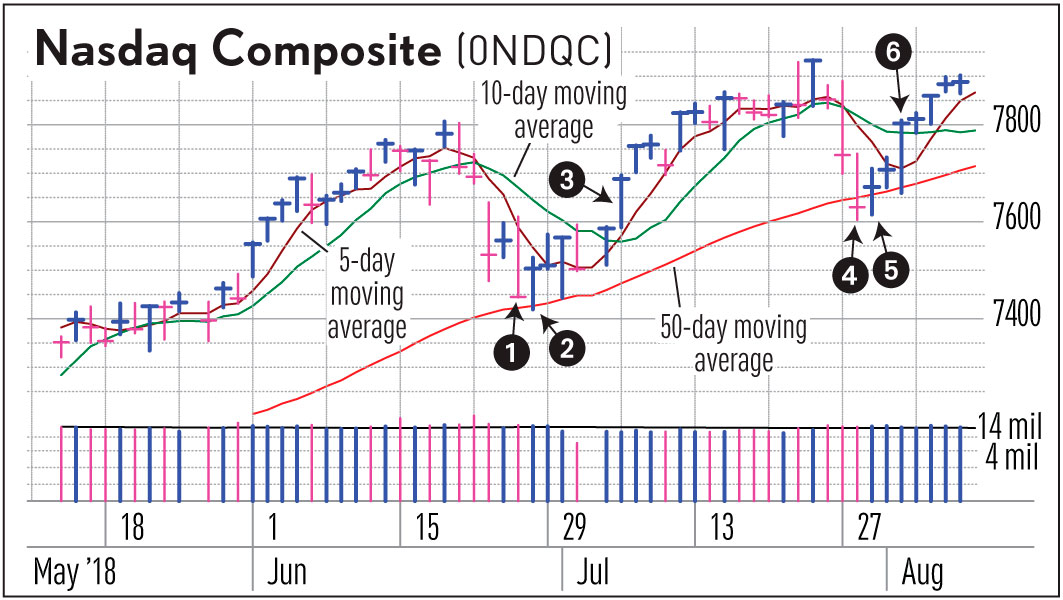 Nasdaq Composite (0NDQC)
10-day moving
average
5-day
moving
average
50-day moving
average
1
2
3
4
5
6
7800
7600
7400
14 mil
4 mil
18
1
15
29
13
27
May '18
Jun
Jul
Aug